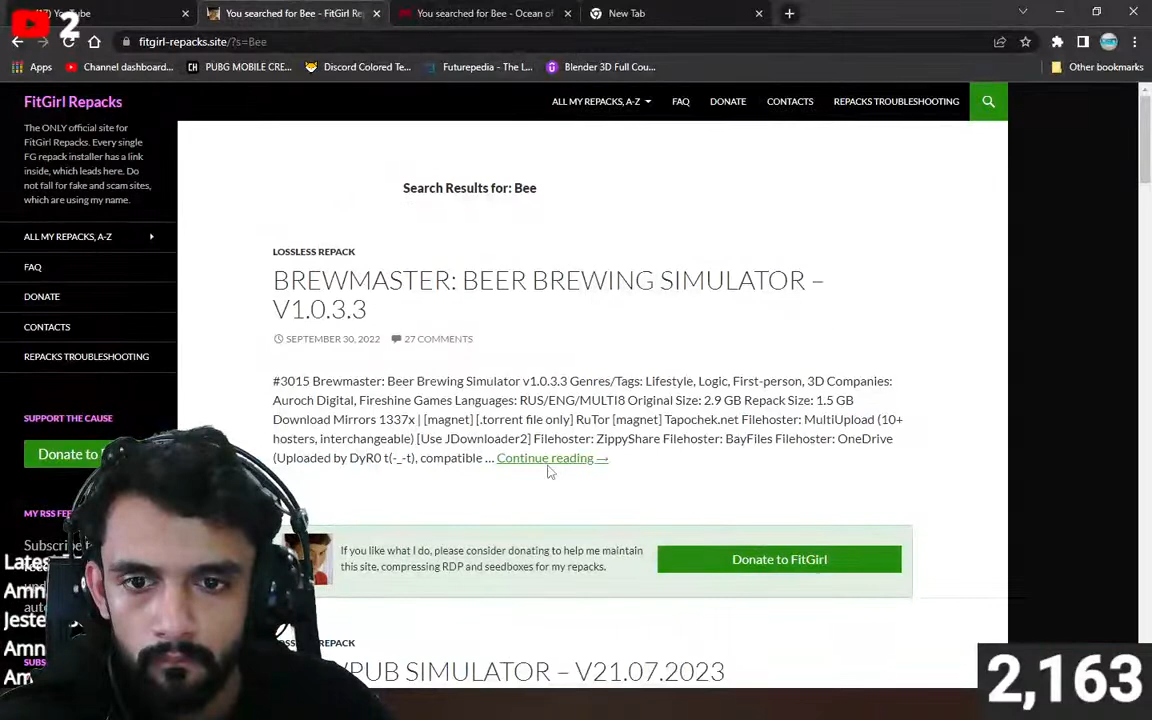 YouTube
You searched for Bee - FitGirl Re
You searched for Bee - Ocean of
New Tab
2
fitgirl-repacks.site/?s=Bee
Apps
Channel dashboard...
PUBG MOBILE CRE...
Discord Colored Te...
Futurepedia - The L...
Blender 3D Full Cou...
Other bookmarks
FitGirl Repacks
ALL MY REPACKS, A-Z
FAQ
DONATE
CONTACTS
REPACKS TROUBLESHOOTING
The ONLY official site for
FitGirl Repacks. Every single
FG repack installer has a link
inside, which leads here. Do
not fall for fake and scam sites,
which are using my name.
ALL MY REPACKS, A-Z
FAQ
DONATE
CONTACTS
REPACKS TROUBLESHOOTING
SUPPORT THE CAUSE
Donate to
MY RSS FEE
Subscribe
Search Results for: Bee
LOSSLESS REPACK
BREWMASTER: BEER BREWING SIMULATOR –
V1.0.3.3
SEPTEMBER 30, 2022
27 COMMENTS
#3015 Brewmaster: Beer Brewing Simulator v1.0.3.3 Genres/Tags: Lifestyle, Logic, First-person, 3D Companies:
Auroch Digital, Fireshine Games Languages: RUS/ENG/MULTI8 Original Size: 2.9 GB Repack Size: 1.5 GB
Download Mirrors 1337x | [magnet] [.torrent file only] RuTor [magnet] Tapochek.net Filehoster: MultiUpload (10+
hosters, interchangeable) [Use JDownloader2] Filehoster: ZippyShare Filehoster: BayFiles Filehoster: OneDrive
(Uploaded by DyR0 t(-_-t), compatible ... Continue reading →
If you like what I do, please consider donating to help me maintain
this site, compressing RDP and seedboxes for my repacks.
Donate to FitGirl
REPACK
PUB SIMULATOR – V21.07.2023
Lates
Amn
Jeste
Amn
Am
SUBS
2,163